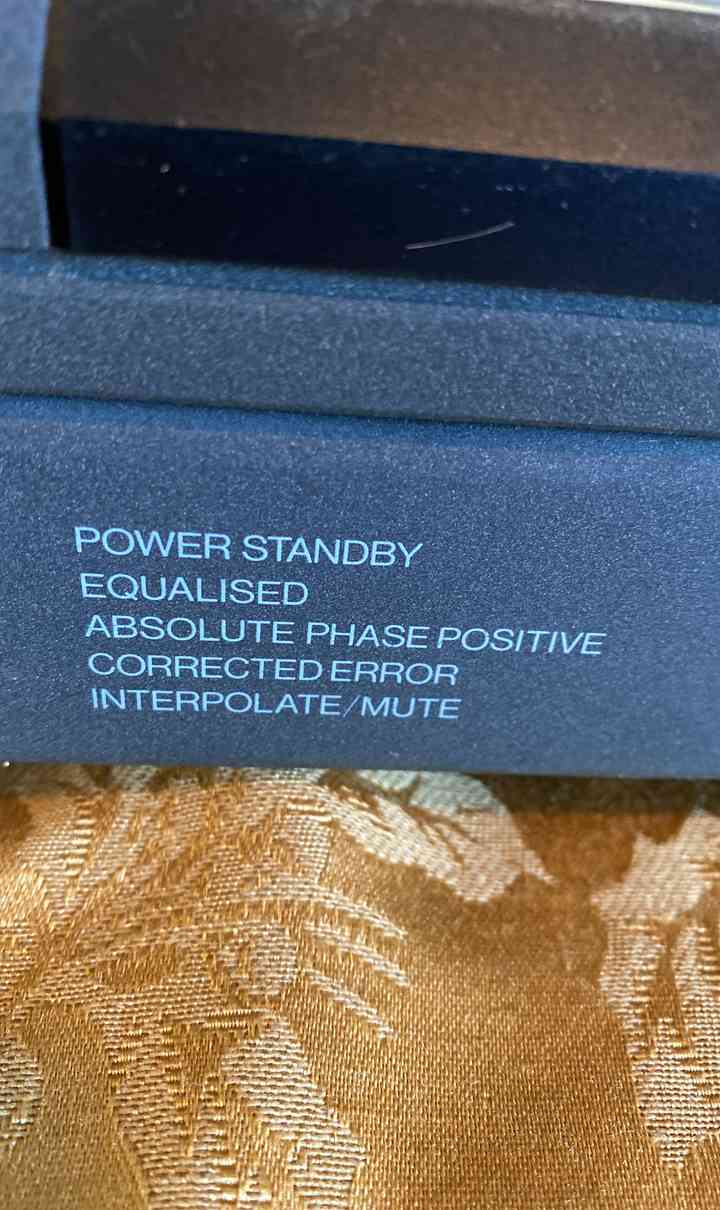 POWER STANDBY
EQUALISED
ABSOLUTE PHASE POSITIVE
CORRECTED ERROR
INTERPOLATE/MUTE